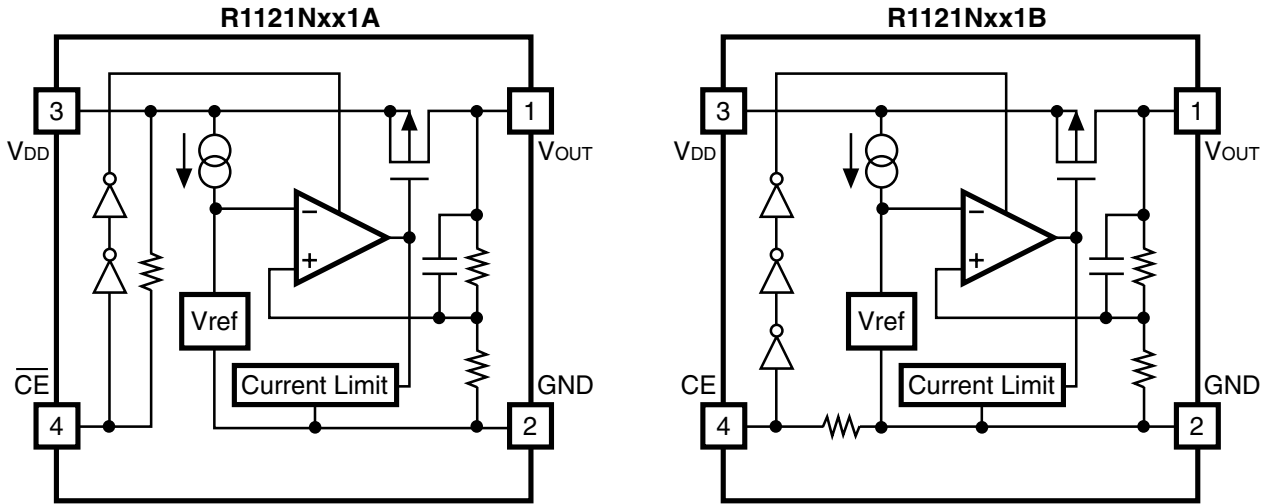 R1121Nxx1A
3
VDD
1
VOUT
−
+
Vref
Current Limit
C̅E̅
4
GND
2
R1121Nxx1B
3
VDD
1
VOUT
−
+
Vref
Current Limit
CE
4
GND
2